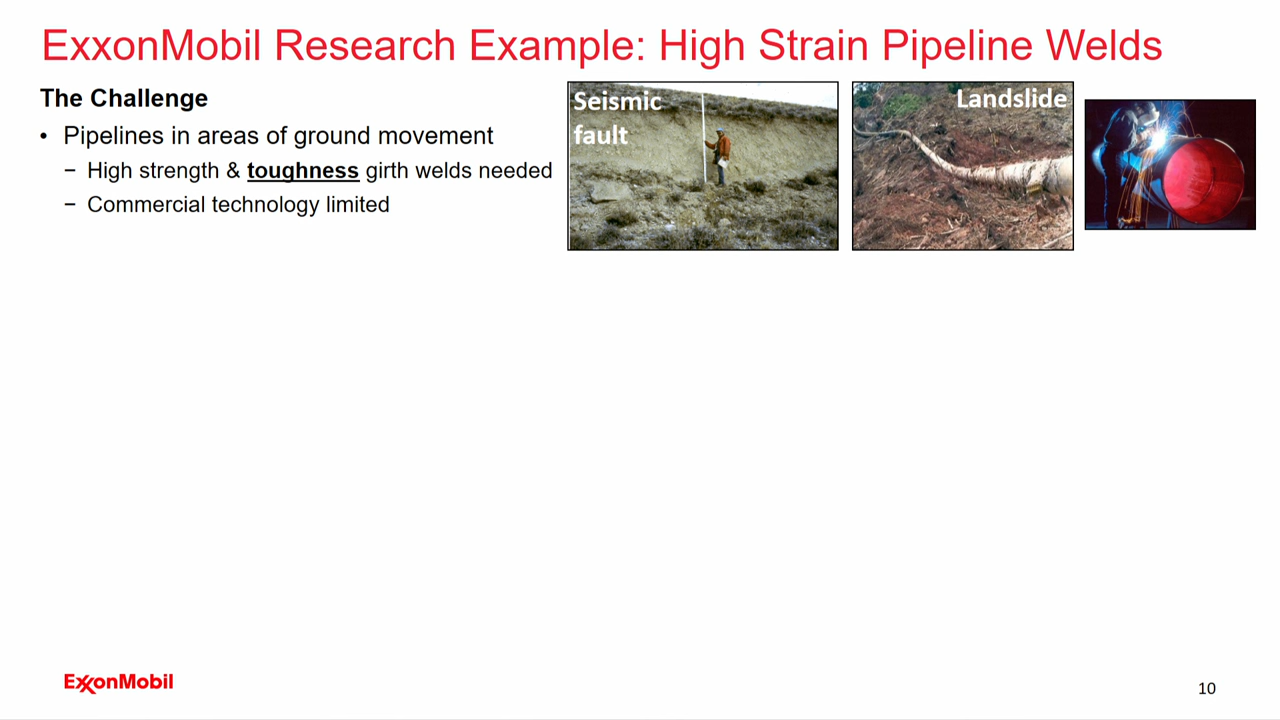 ExxonMobil Research Example: High Strain Pipeline Welds
The Challenge
• Pipelines in areas of ground movement
− High strength & toughness girth welds needed
− Commercial technology limited
Seismic
fault
Landslide
ExxonMobil
10